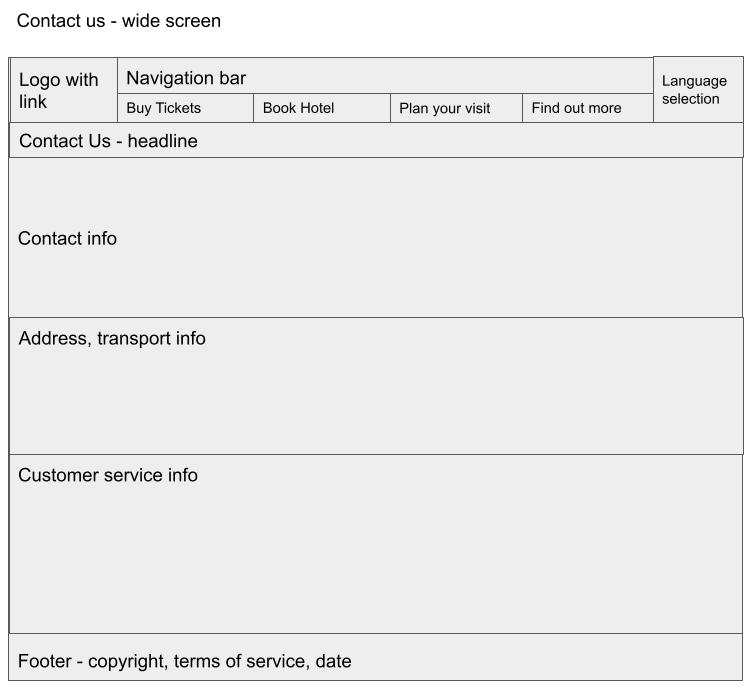 Contact us - wide screen
Logo with
link
Navigation bar
Language
selection
Buy Tickets
Book Hotel
Plan your visit
Find out more
Contact Us - headline
Contact info
Address, transport info
Customer service info
Footer - copyright, terms of service, date